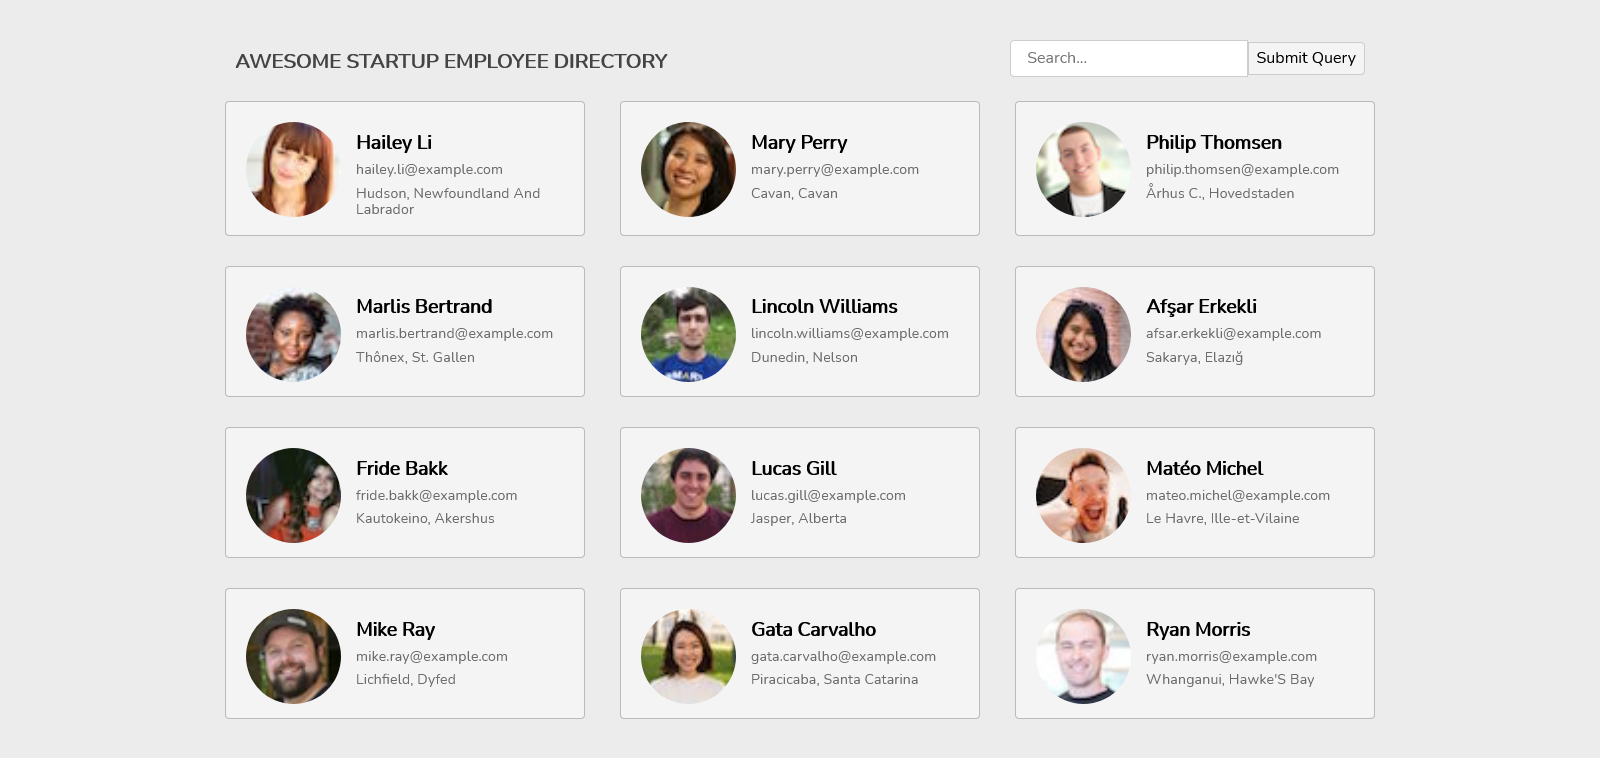 AWESOME STARTUP EMPLOYEE DIRECTORY
Search...
Submit Query
Hailey Li
hailey.li@example.com
Hudson, Newfoundland And
Labrador
Mary Perry
mary.perry@example.com
Cavan, Cavan
Philip Thomsen
philip.thomsen@example.com
Århus C., Hovedstaden
Marlis Bertrand
marlis.bertrand@example.com
Thônex, St. Gallen
Lincoln Williams
lincoln.williams@example.com
Dunedin, Nelson
Afşar Erkekli
afsar.erkekli@example.com
Sakarya, Elazığ
Fride Bakk
fride.bakk@example.com
Kautokeino, Akershus
Lucas Gill
lucas.gill@example.com
Jasper, Alberta
Matéo Michel
mateo.michel@example.com
Le Havre, Ille-et-Vilaine
Mike Ray
mike.ray@example.com
Lichfield, Dyfed
Gata Carvalho
gata.carvalho@example.com
Piracicaba, Santa Catarina
Ryan Morris
ryan.morris@example.com
Whanganui, Hawke'S Bay